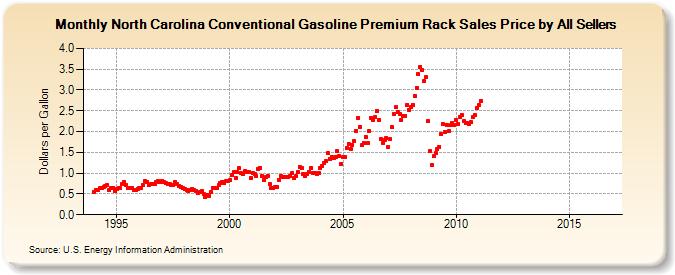 Monthly North Carolina Conventional Gasoline Premium Rack Sales Price by All Sellers
Dollars per Gallon
4.0
3.5
3.0
2.5
2.0
1.5
1.0
0.5
0.0
1995 2000 2005 2010 2015
Source: U.S. Energy Information Administration